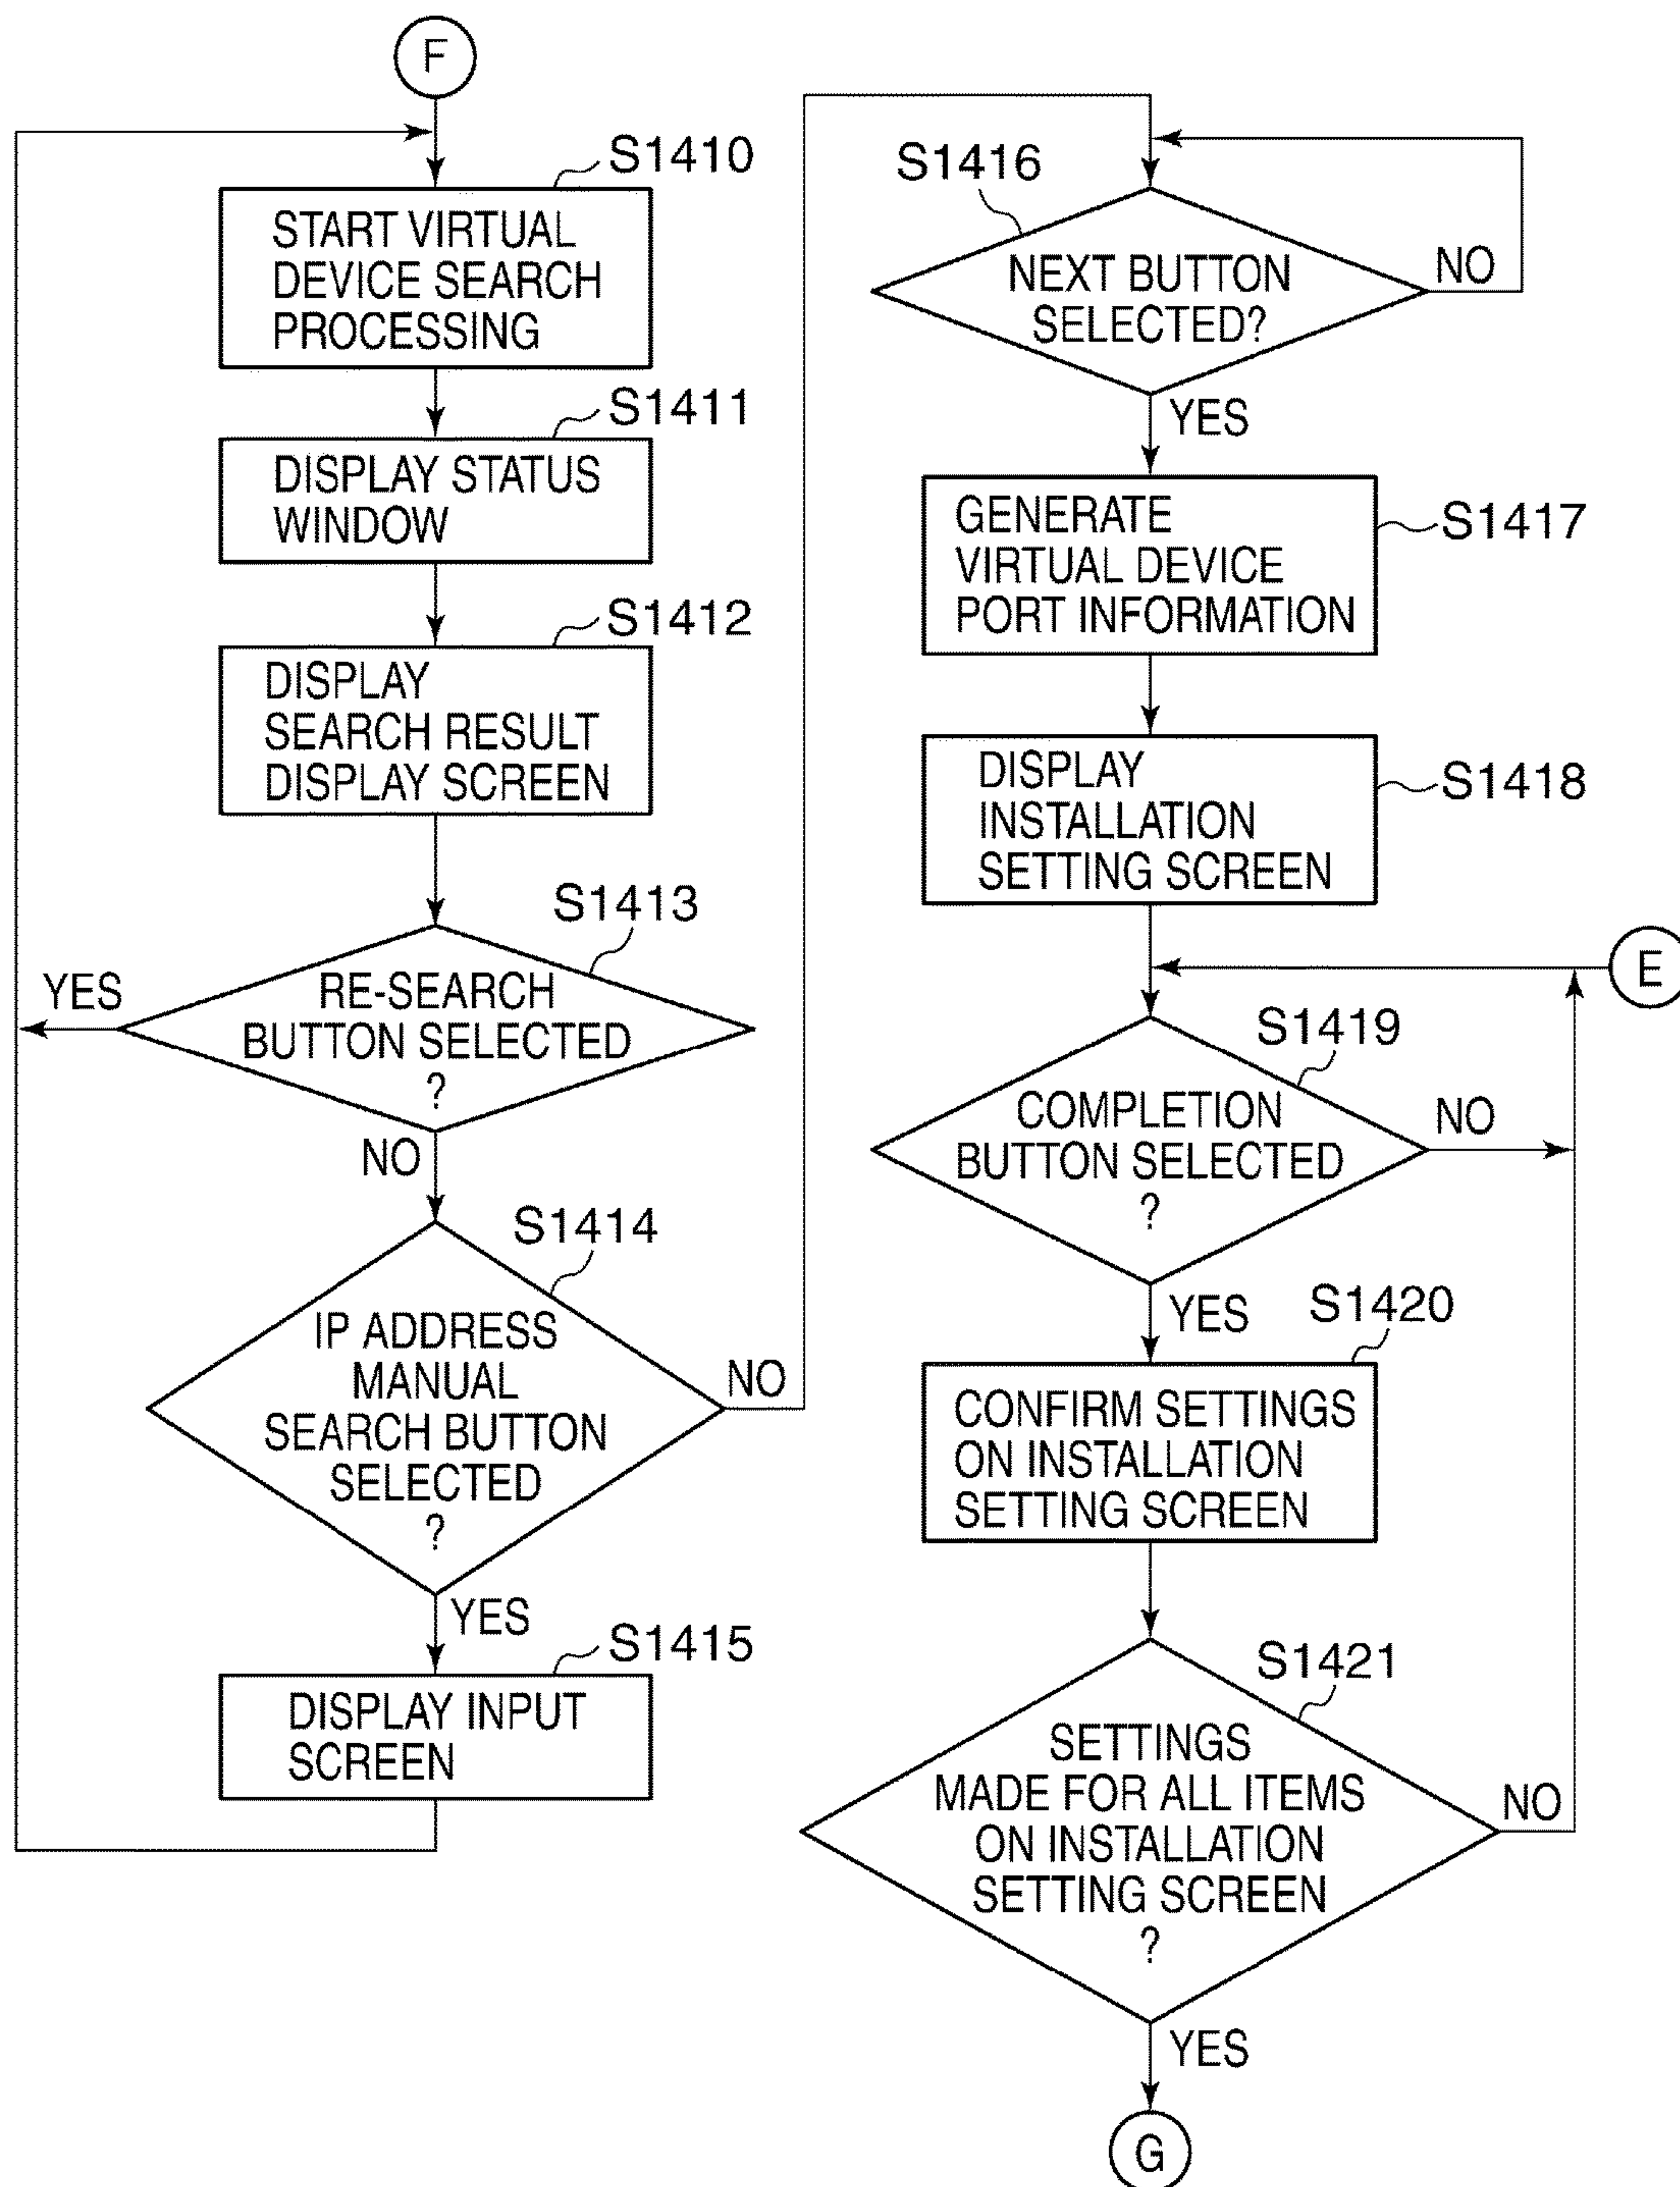 F
S1410
START VIRTUAL
DEVICE SEARCH
PROCESSING
S1411
DISPLAY STATUS
WINDOW
S1412
DISPLAY
SEARCH RESULT
DISPLAY SCREEN
S1413
RE-SEARCH
BUTTON SELECTED
?
YES
NO
S1414
IP ADDRESS
MANUAL
SEARCH BUTTON
SELECTED
?
NO
YES
S1415
DISPLAY INPUT
SCREEN
S1416
NEXT BUTTON
SELECTED?
NO
YES
GENERATE
VIRTUAL DEVICE
PORT INFORMATION
S1417
DISPLAY
INSTALLATION
SETTING SCREEN
S1418
E
S1419
COMPLETION
BUTTON SELECTED
?
NO
YES
S1420
CONFIRM SETTINGS
ON INSTALLATION
SETTING SCREEN
S1421
SETTINGS
MADE FOR ALL ITEMS
ON INSTALLATION
SETTING SCREEN
?
NO
YES
G